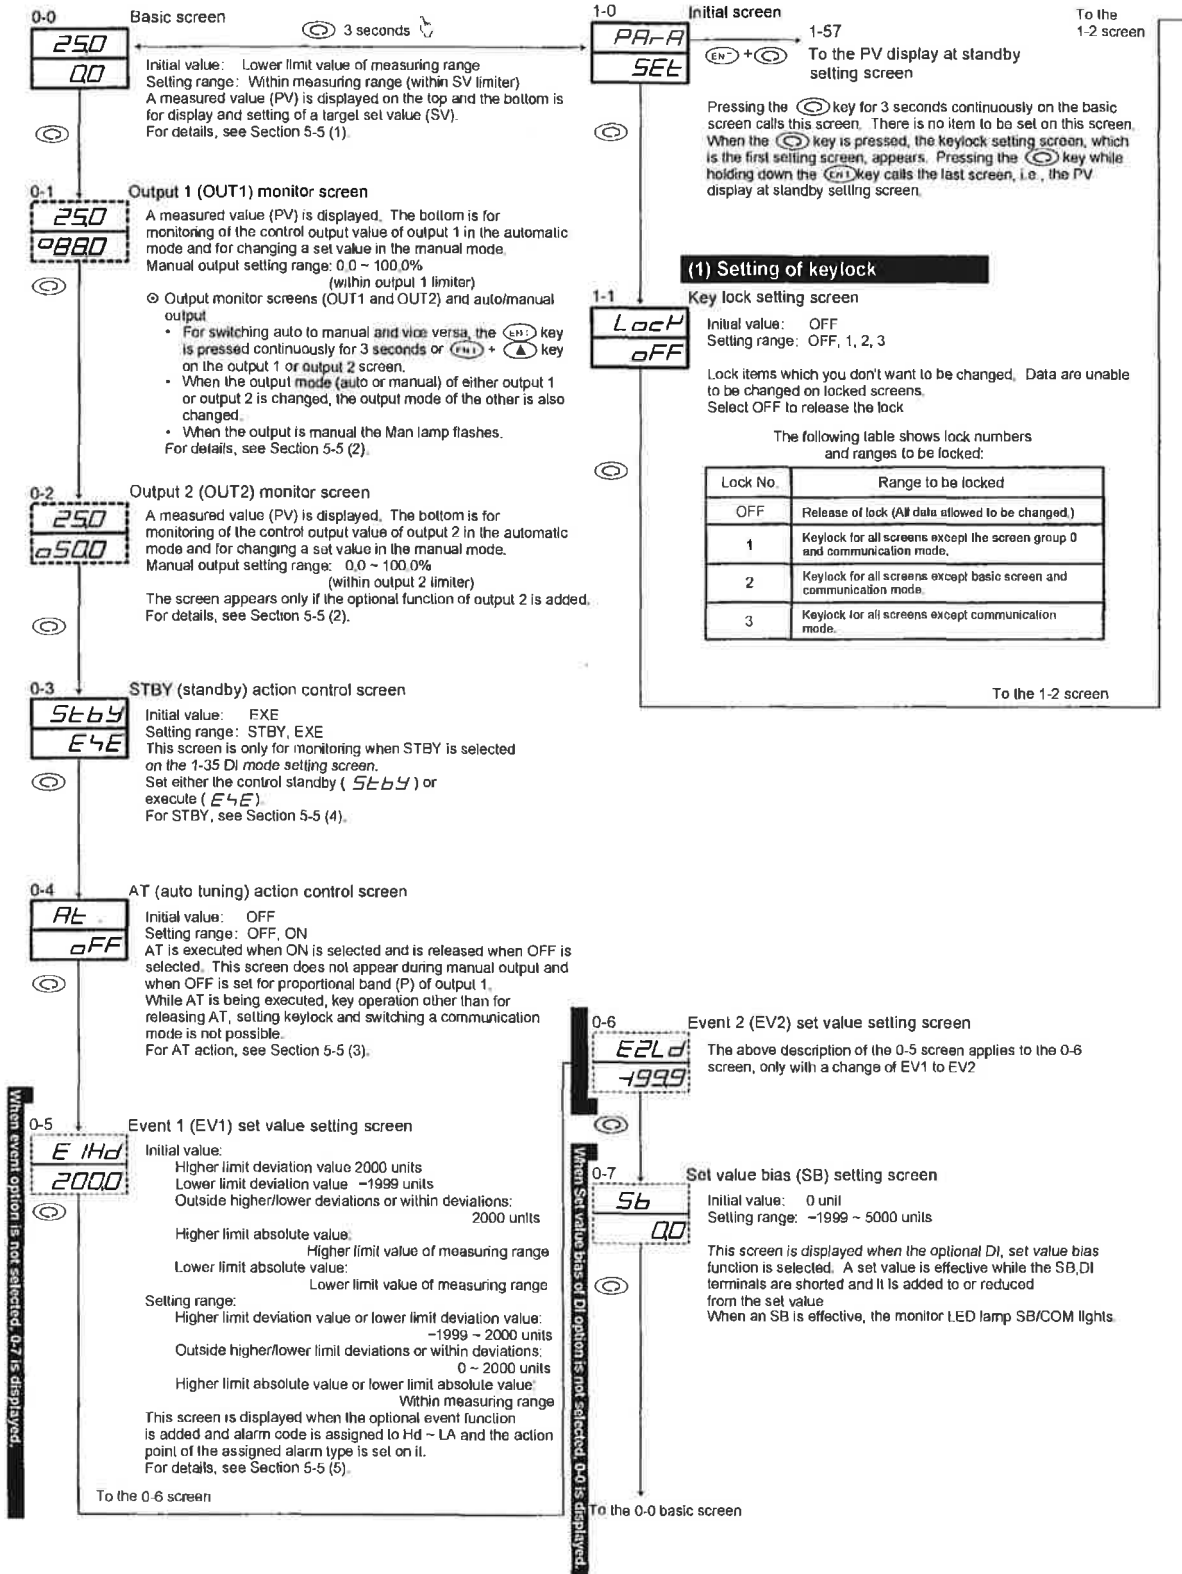 0-0
Basic screen
3 seconds
25.0
0.0
Initial value: Lower limit value of measuring range
Setting range: Within measuring range (within SV limiter)
A measured value (PV) is displayed on the top and the bottom is
for display and setting of a target set value (SV).
For details, see Section 5-5 (1).
0-1
Output 1 (OUT1) monitor screen
25.0
o88.0
A measured value (PV) is displayed. The bottom is for
monitoring of the control output value of output 1 in the automatic
mode and for changing a set value in the manual mode.
Manual output setting range: 0.0 ~ 100.0%
(within output 1 limiter)
⊙ Output monitor screens (OUT1 and OUT2) and auto/manual
output
• For switching auto to manual and vice versa, the ENT key
is pressed continuously for 3 seconds or ENT + ▲ key
on the output 1 or output 2 screen.
• When the output mode (auto or manual) of either output 1
or output 2 is changed, the output mode of the other is also
changed.
• When the output is manual the Man lamp flashes.
For details, see Section 5-5 (2).
0-2
Output 2 (OUT2) monitor screen
25.0
o50.0
A measured value (PV) is displayed. The bottom is for
monitoring of the control output value of output 2 in the automatic
mode and for changing a set value in the manual mode.
Manual output setting range: 0.0 ~ 100.0%
(within output 2 limiter)
The screen appears only if the optional function of output 2 is added.
For details, see Section 5-5 (2).
0-3
STBY (standby) action control screen
Stby
EYE
Initial value: EXE
Setting range: STBY, EXE
This screen is only for monitoring when STBY is selected
on the 1-35 DI mode setting screen.
Set either the control standby ( Stby ) or
execute ( EYE ).
For STBY, see Section 5-5 (4).
0-4
AT (auto tuning) action control screen
At
oFF
Initial value: OFF
Setting range: OFF, ON
AT is executed when ON is selected and is released when OFF is
selected. This screen does not appear during manual output and
when OFF is set for proportional band (P) of output 1.
While AT is being executed, key operation other than for
releasing AT, setting keylock and switching a communication
mode is not possible.
For AT action, see Section 5-5 (3).
When event option is not selected, 0-7 is displayed.
0-5
Event 1 (EV1) set value setting screen
E1Hd
200.0
Initial value:
Higher limit deviation value 2000 units
Lower limit deviation value −1999 units
Outside higher/lower deviations or within deviations:
2000 units
Higher limit absolute value:
Higher limit value of measuring range
Lower limit absolute value:
Lower limit value of measuring range
Setting range:
Higher limit deviation value or lower limit deviation value:
−1999 ~ 2000 units
Outside higher/lower limit deviations or within deviations:
0 ~ 2000 units
Higher limit absolute value or lower limit absolute value:
Within measuring range
This screen is displayed when the optional event function
is added and alarm code is assigned to Hd ~ LA and the action
point of the assigned alarm type is set on it.
For details, see Section 5-5 (5).
To the 0-6 screen
1-0
Initial screen
PArA
SEt
1-57
ENT +
To the PV display at standby
setting screen
To the
1-2 screen
Pressing the key for 3 seconds continuously on the basic
screen calls this screen. There is no item to be set on this screen.
When the key is pressed, the keylock setting screen, which
is the first setting screen, appears. Pressing the key while
holding down the ENT key calls the last screen, i.e., the PV
display at standby setting screen.
(1) Setting of keylock
1-1
Key lock setting screen
LocK
oFF
Initial value: OFF
Setting range: OFF, 1, 2, 3
Lock items which you don't want to be changed. Data are unable
to be changed on locked screens.
Select OFF to release the lock
The following table shows lock numbers
and ranges to be locked:
Lock No. Range to be locked
OFF Release of lock (All data allowed to be changed.)
1 Keylock for all screens except the screen group 0
and communication mode.
2 Keylock for all screens except basic screen and
communication mode.
3 Keylock for all screens except communication
mode.
To the 1-2 screen
0-6
Event 2 (EV2) set value setting screen
E2Ld
-199.9
The above description of the 0-5 screen applies to the 0-6
screen, only with a change of EV1 to EV2
When Set value bias of DI option is not selected, 0-0 is displayed.
0-7
Set value bias (SB) setting screen
Sb
0.0
Initial value: 0 unit
Setting range: −1999 ~ 5000 units
This screen is displayed when the optional DI, set value bias
function is selected. A set value is effective while the SB,DI
terminals are shorted and it is added to or reduced
from the set value
When an SB is effective, the monitor LED lamp SB/COM lights.
To the 0-0 basic screen